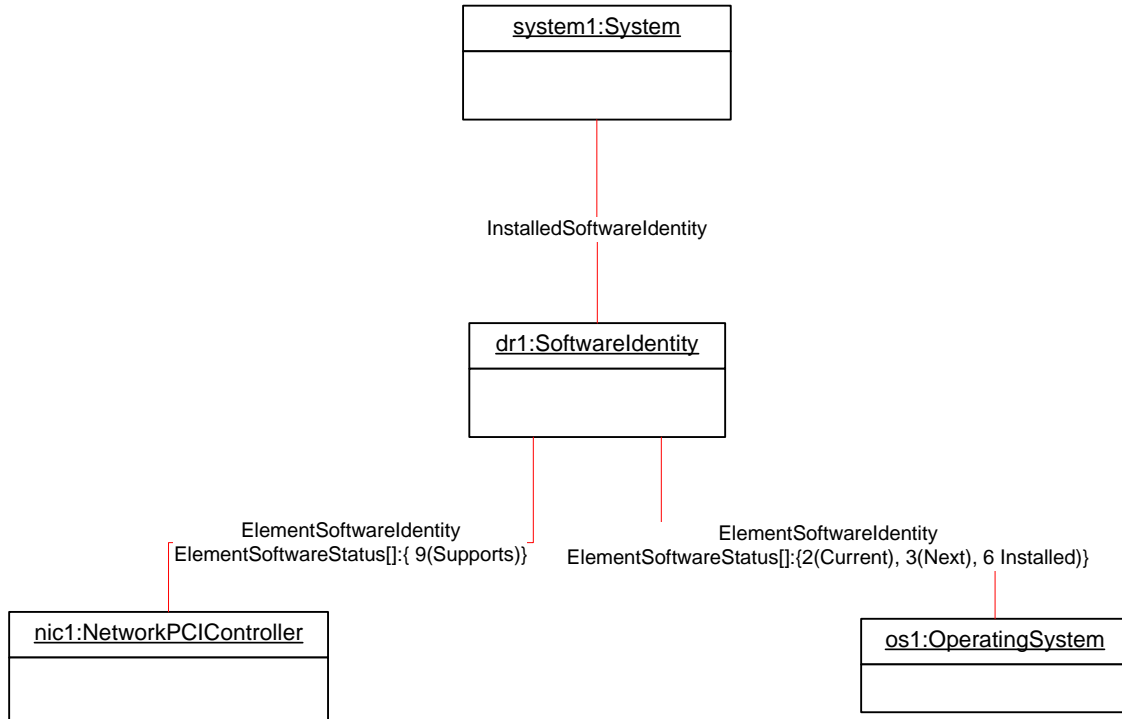 system1:System
InstalledSoftwareIdentity
dr1:SoftwareIdentity
ElementSoftwareIdentity
ElementSoftwareStatus[]:{ 9(Supports)}
ElementSoftwareIdentity
ElementSoftwareStatus[]:{2(Current), 3(Next), 6 Installed)}
nic1:NetworkPCIController
os1:OperatingSystem